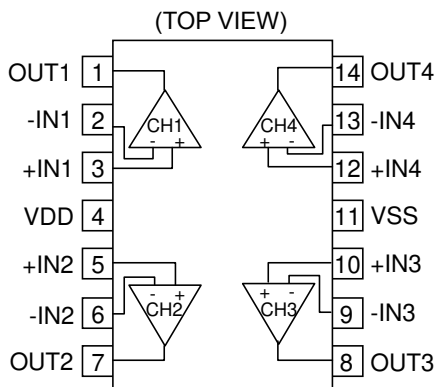 (TOP VIEW)
OUT1 1 14 OUT4
CH1 CH4
-IN1 2 - + + - 13 -IN4
+IN1 3 12 +IN4
VDD 4 11 VSS
+IN2 5 10 +IN3
- + + -
-IN2 6 CH2 CH3 9 -IN3
OUT2 7 8 OUT3